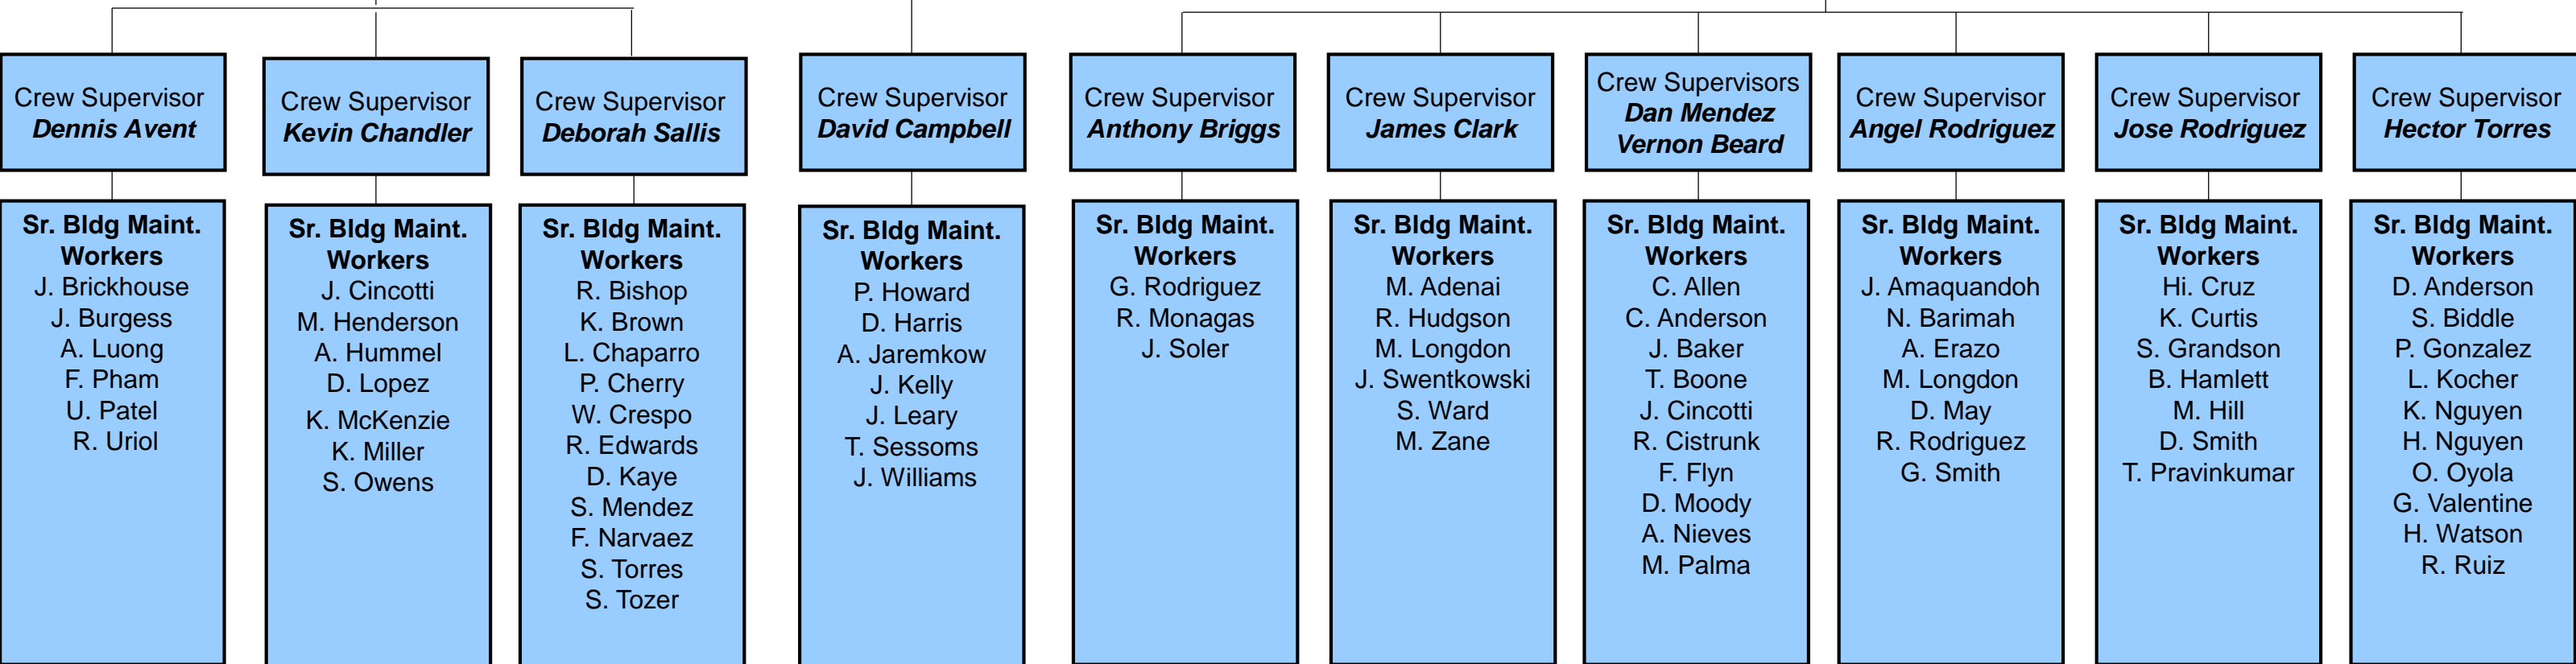 Crew Supervisor
Dennis Avent
Sr. Bldg Maint.
Workers
J. Brickhouse
J. Burgess
A. Luong
F. Pham
U. Patel
R. Uriol
Crew Supervisor
Kevin Chandler
Sr. Bldg Maint.
Workers
J. Cincotti
M. Henderson
A. Hummel
D. Lopez
K. McKenzie
K. Miller
S. Owens
Crew Supervisor
Deborah Sallis
Sr. Bldg Maint.
Workers
R. Bishop
K. Brown
L. Chaparro
P. Cherry
W. Crespo
R. Edwards
D. Kaye
S. Mendez
F. Narvaez
S. Torres
S. Tozer
Crew Supervisor
David Campbell
Sr. Bldg Maint.
Workers
P. Howard
D. Harris
A. Jaremkow
J. Kelly
J. Leary
T. Sessoms
J. Williams
Crew Supervisor
Anthony Briggs
Sr. Bldg Maint.
Workers
G. Rodriguez
R. Monagas
J. Soler
Crew Supervisor
James Clark
Sr. Bldg Maint.
Workers
M. Adenai
R. Hudgson
M. Longdon
J. Swentkowski
S. Ward
M. Zane
Crew Supervisors
Dan Mendez
Vernon Beard
Sr. Bldg Maint.
Workers
C. Allen
C. Anderson
J. Baker
T. Boone
J. Cincotti
R. Cistrunk
F. Flyn
D. Moody
A. Nieves
M. Palma
Crew Supervisor
Angel Rodriguez
Sr. Bldg Maint.
Workers
J. Amaquandoh
N. Barimah
A. Erazo
M. Longdon
D. May
R. Rodriguez
G. Smith
Crew Supervisor
Jose Rodriguez
Sr. Bldg Maint.
Workers
Hi. Cruz
K. Curtis
S. Grandson
B. Hamlett
M. Hill
D. Smith
T. Pravinkumar
Crew Supervisor
Hector Torres
Sr. Bldg Maint.
Workers
D. Anderson
S. Biddle
P. Gonzalez
L. Kocher
K. Nguyen
H. Nguyen
O. Oyola
G. Valentine
H. Watson
R. Ruiz